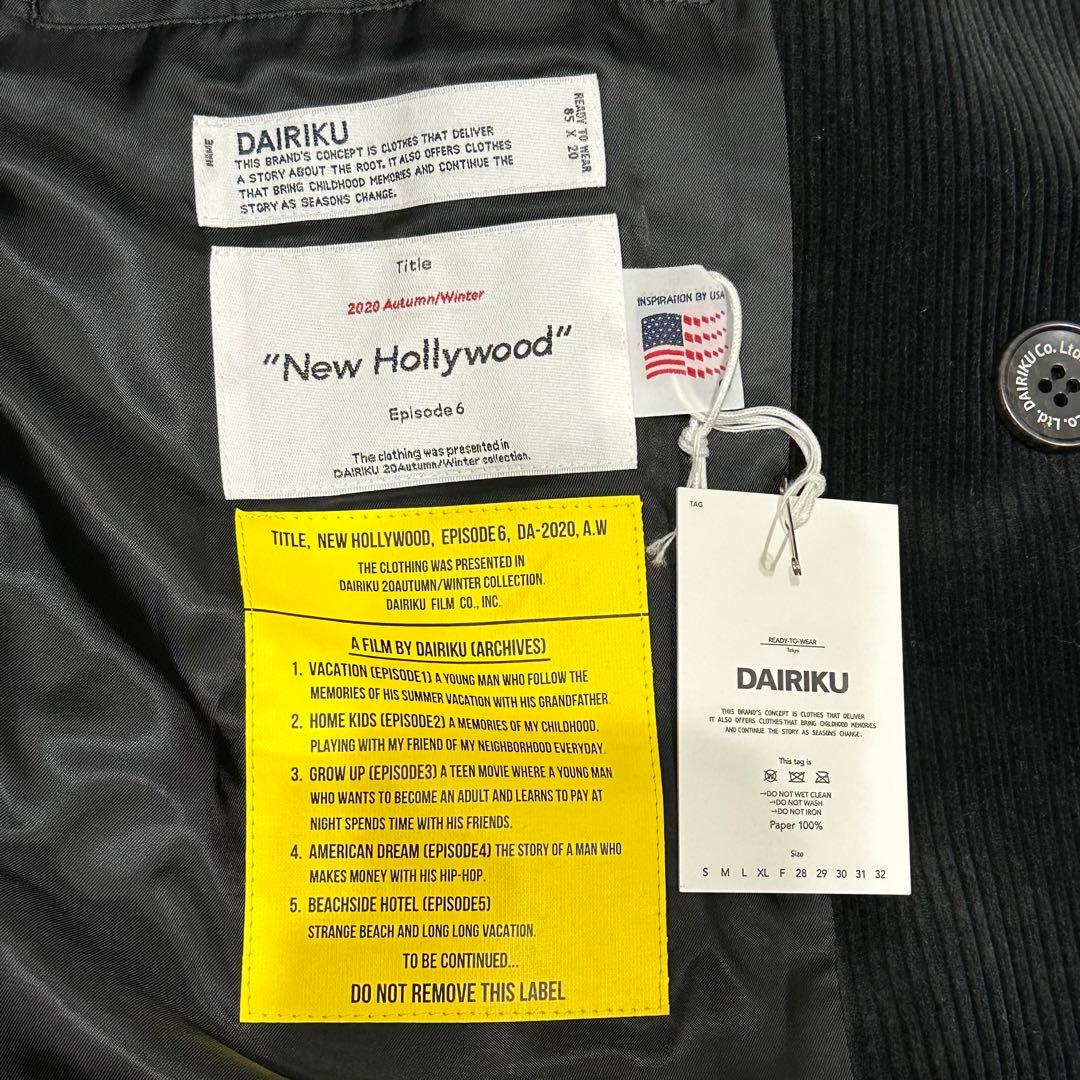 NAME
DAIRIKU
THIS BRAND'S CONCEPT IS CLOTHES THAT DELIVER
A STORY ABOUT THE ROOT. IT ALSO OFFERS CLOTHES
THAT BRING CHILDHOOD MEMORIES AND CONTINUE THE
STORY AS SEASONS CHANGE.
READY TO WEAR
85 X 20
Title
2020 Autumn/Winter
"New Hollywood"
Episode 6
The clothing was presented in
DAIRIKU 20Autumn/Winter collection.
INSPIRATION BY USA
DAIRIKU Co. Ltd.
Co. Ltd.
TITLE, NEW HOLLYWOOD, EPISODE 6, DA-2020, A.W
THE CLOTHING WAS PRESENTED IN
DAIRIKU 20AUTUMN/WINTER COLLECTION.
DAIRIKU FILM CO., INC.
A FILM BY DAIRIKU (ARCHIVES)
1. VACATION (EPISODE1) A YOUNG MAN WHO FOLLOW THE
MEMORIES OF HIS SUMMER VACATION WITH HIS GRANDFATHER.
2. HOME KIDS (EPISODE2) A MEMORIES OF MY CHILDHOOD,
PLAYING WITH MY FRIEND OF MY NEIGHBORHOOD EVERYDAY.
3. GROW UP (EPISODE3) A TEEN MOVIE WHERE A YOUNG MAN
WHO WANTS TO BECOME AN ADULT AND LEARNS TO PAY AT
NIGHT SPENDS TIME WITH HIS FRIENDS.
4. AMERICAN DREAM (EPISODE4) THE STORY OF A MAN WHO
MAKES MONEY WITH HIS HIP-HOP.
5. BEACHSIDE HOTEL (EPISODE5)
STRANGE BEACH AND LONG LONG VACATION.
TO BE CONTINUED...
DO NOT REMOVE THIS LABEL
TAG
READY-TO-WEAR
Tokyo
DAIRIKU
THIS BRAND'S CONCEPT IS CLOTHES THAT DELIVER
IT ALSO OFFERS CLOTHES THAT BRING CHILDHOOD MEMORIES
AND CONTINUE THE STORY AS SEASONS CHANGE.
This tag is
W
→DO NOT WET CLEAN
→DO NOT WASH
→DO NOT IRON
Paper 100%
Size
S M L XL F 28 29 30 31 32